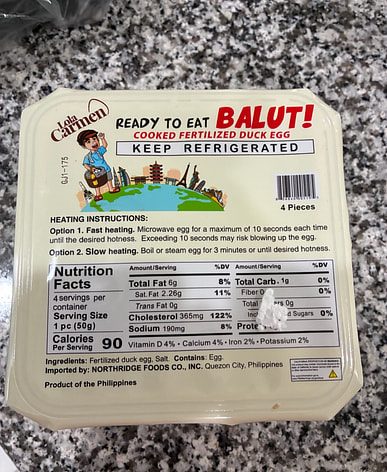 Lola
Carmen
READY TO EAT BALUT!
COOKED FERTILIZED DUCK EGG
KEEP REFRIGERATED
GJ1-175
4 Pieces
HEATING INSTRUCTIONS:
Option 1. Fast heating. Microwave egg for a maximum of 10 seconds each time
until the desired hotness. Exceeding 10 seconds may risk blowing up the egg.
Option 2. Slow heating. Boil or steam egg for 3 minutes or until desired hotness.
Nutrition
Facts
4 servings per
container
Serving Size
1 pc (50g)
Calories
Per Serving 90
Amount/Serving %DV
Total Fat 6g 8%
Sat. Fat 2.26g 11%
Trans Fat 0g
Cholesterol 365mg 122%
Sodium 190mg 8%
Amount/Serving %DV
Total Carb. 1g 0%
Fiber 0 0%
Total 0g
Sugars 0%
Vitamin D 4% • Calcium 4% • Iron 2% • Potassium 2%
Ingredients: Fertilized duck egg, Salt. Contains: Egg.
Imported by: NORTHRIDGE FOODS CO., INC. Quezon City, Philippines
Product of the Philippines